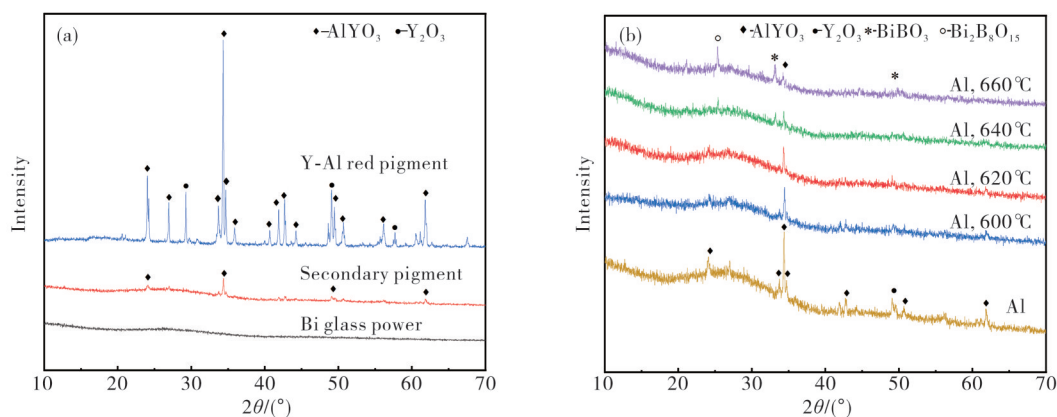 (a)
◆–AlYO₃ ●–Y₂O₃
Y-Al red pigment
Secondary pigment
Bi glass power
Intensity
10 20 30 40 50 60 70
2θ/(°)
(b)
◆–AlYO₃ ●–Y₂O₃ *–BiBO₃ ○–Bi₂B₈O₁₅
Al, 660℃
Al, 640℃
Al, 620℃
Al, 600℃
Al
Intensity
10 20 30 40 50 60 70
2θ/(°)